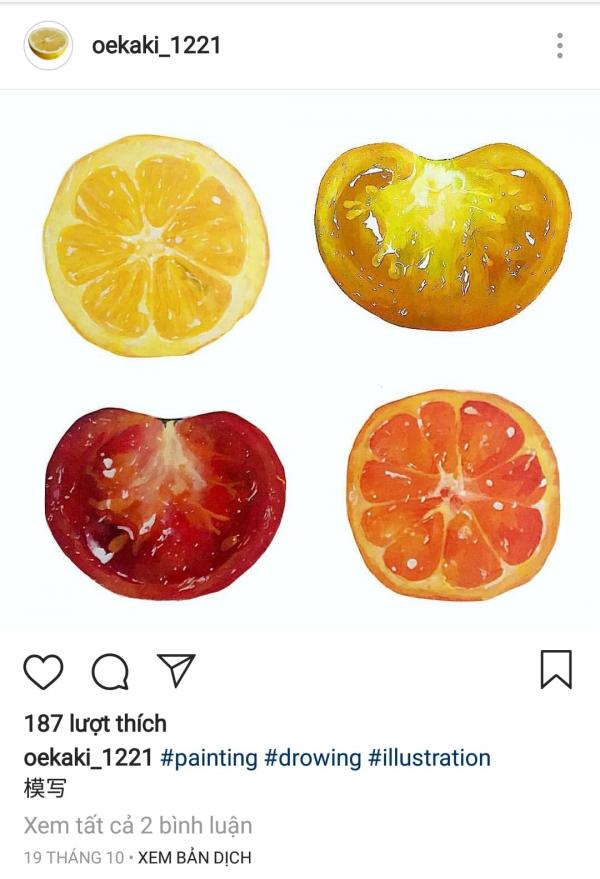 oekaki_1221
187 lượt thích
oekaki_1221 #painting #drowing #illustration
模写
Xem tất cả 2 bình luận
19 THÁNG 10 • XEM BẢN DỊCH